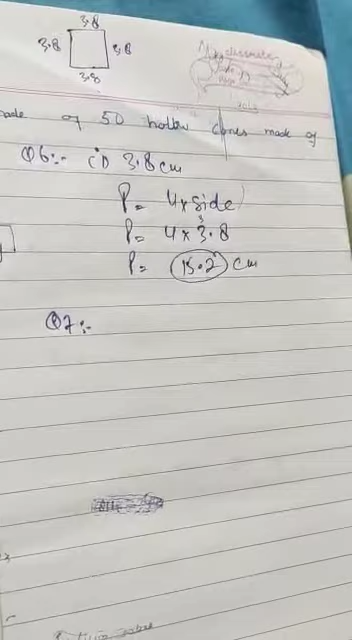 3.8
3.8 3.8
3.8
of 50 hollow cones made of
Q6:- (i) 3.8 cm
P = 4 x side
P = 4 x 3.8
3
P = 15.2 cm
Q7:-